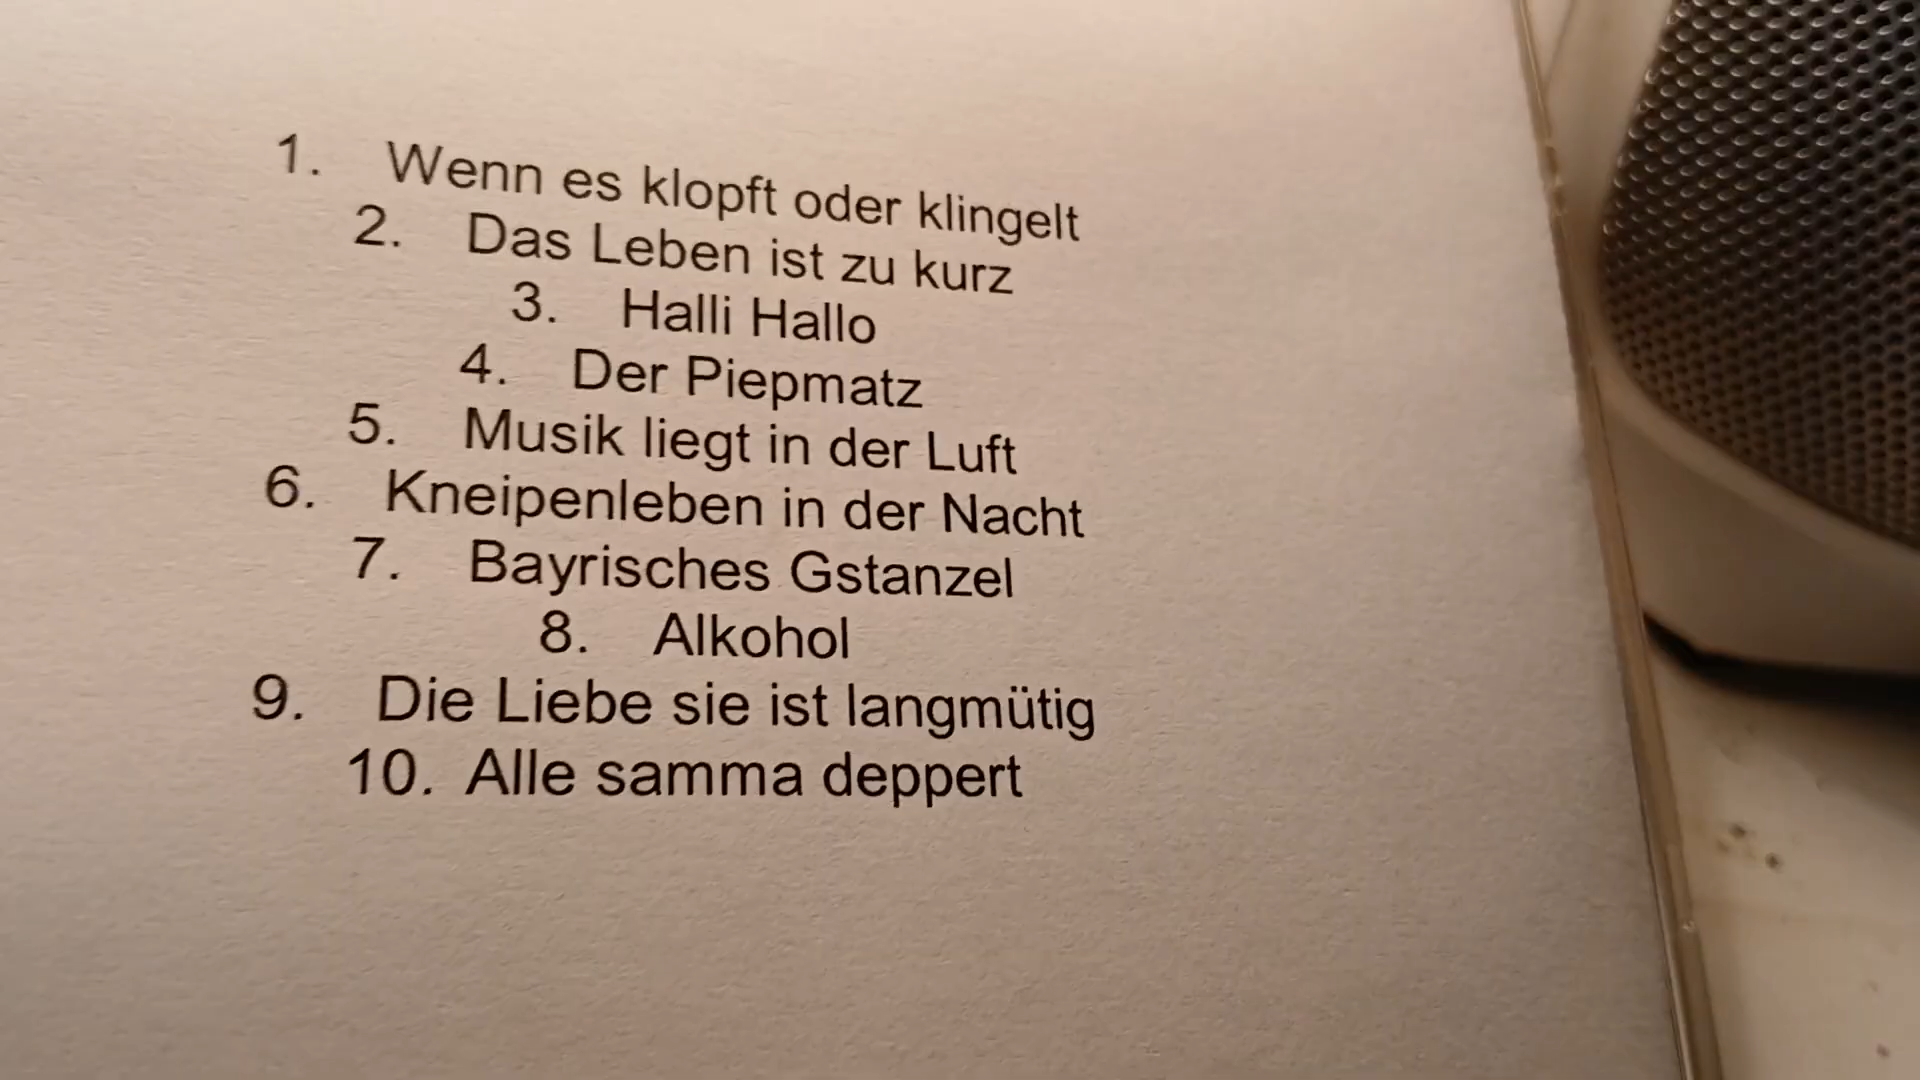 1. Wenn es klopft oder klingelt
2. Das Leben ist zu kurz
3. Halli Hallo
4. Der Piepmatz
5. Musik liegt in der Luft
6. Kneipenleben in der Nacht
7. Bayrisches Gstanzel
8. Alkohol
9. Die Liebe sie ist langmütig
10. Alle samma deppert